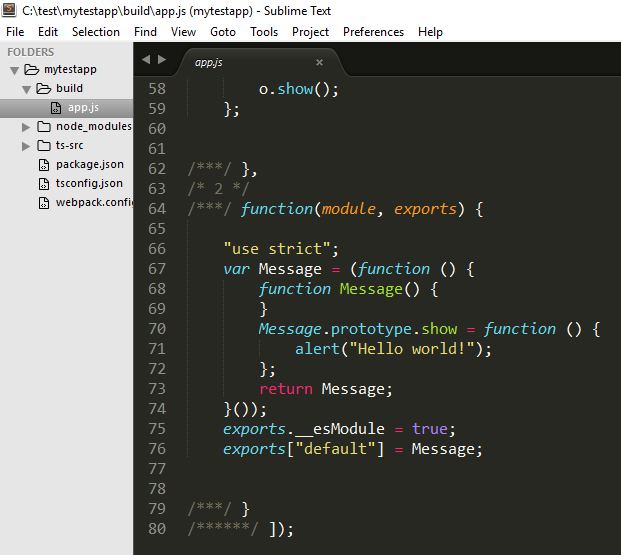 C:\test\mytestapp\build\app.js (mytestapp) - Sublime Text
File Edit Selection Find View Goto Tools Project Preferences Help
FOLDERS
mytestapp
build
app.js
node_modules
ts-src
package.json
tsconfig.json
webpack.config
app.js ×
58 o.show();
59 };
60
61
62 /***/ },
63 /* 2 */
64 /***/ function(module, exports) {
65
66 "use strict";
67 var Message = (function () {
68 function Message() {
69 }
70 Message.prototype.show = function () {
71 alert("Hello world!");
72 };
73 return Message;
74 }());
75 exports.__esModule = true;
76 exports["default"] = Message;
77
78
79 /***/ }
80 /******/ ]);